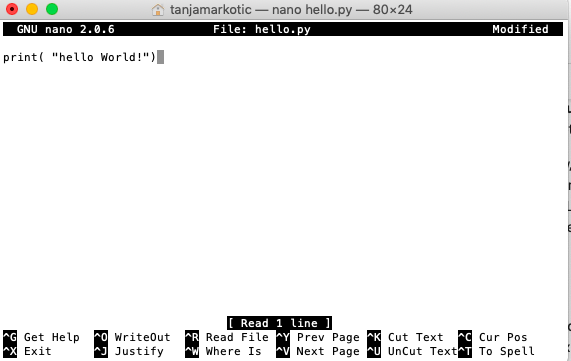 tanjamarkotic — nano hello.py — 80×24
GNU nano 2.0.6 File: hello.py Modified
print( "hello World!")
[ Read 1 line ]
^G Get Help ^O WriteOut ^R Read File ^Y Prev Page ^K Cut Text ^C Cur Pos
^X Exit ^J Justify ^W Where Is ^V Next Page ^U UnCut Text ^T To Spell